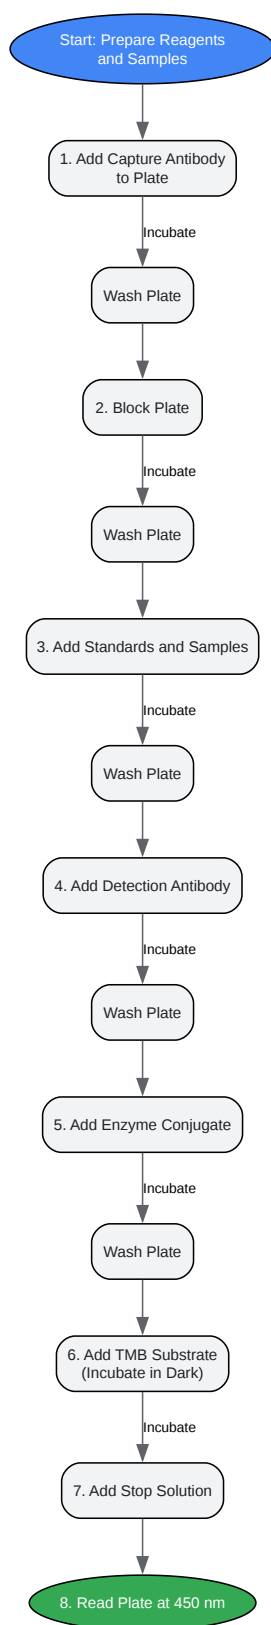 Start: Prepare Reagents
and Samples
1. Add Capture Antibody
to Plate
Incubate
Wash Plate
2. Block Plate
Incubate
Wash Plate
3. Add Standards and Samples
Incubate
Wash Plate
4. Add Detection Antibody
Incubate
Wash Plate
5. Add Enzyme Conjugate
Incubate
Wash Plate
6. Add TMB Substrate
(Incubate in Dark)
Incubate
7. Add Stop Solution
8. Read Plate at 450 nm